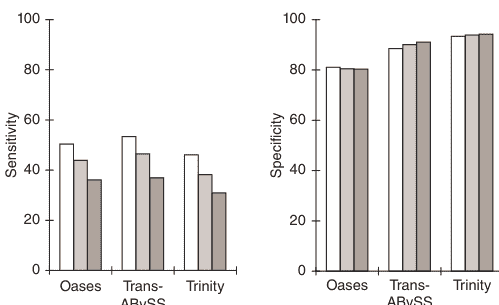 100
80
60
40
20
0
Sensitivity
Oases
Trans-
ABySS
Trinity
100
80
60
40
20
0
Specificity
Oases
Trans-
ABySS
Trinity